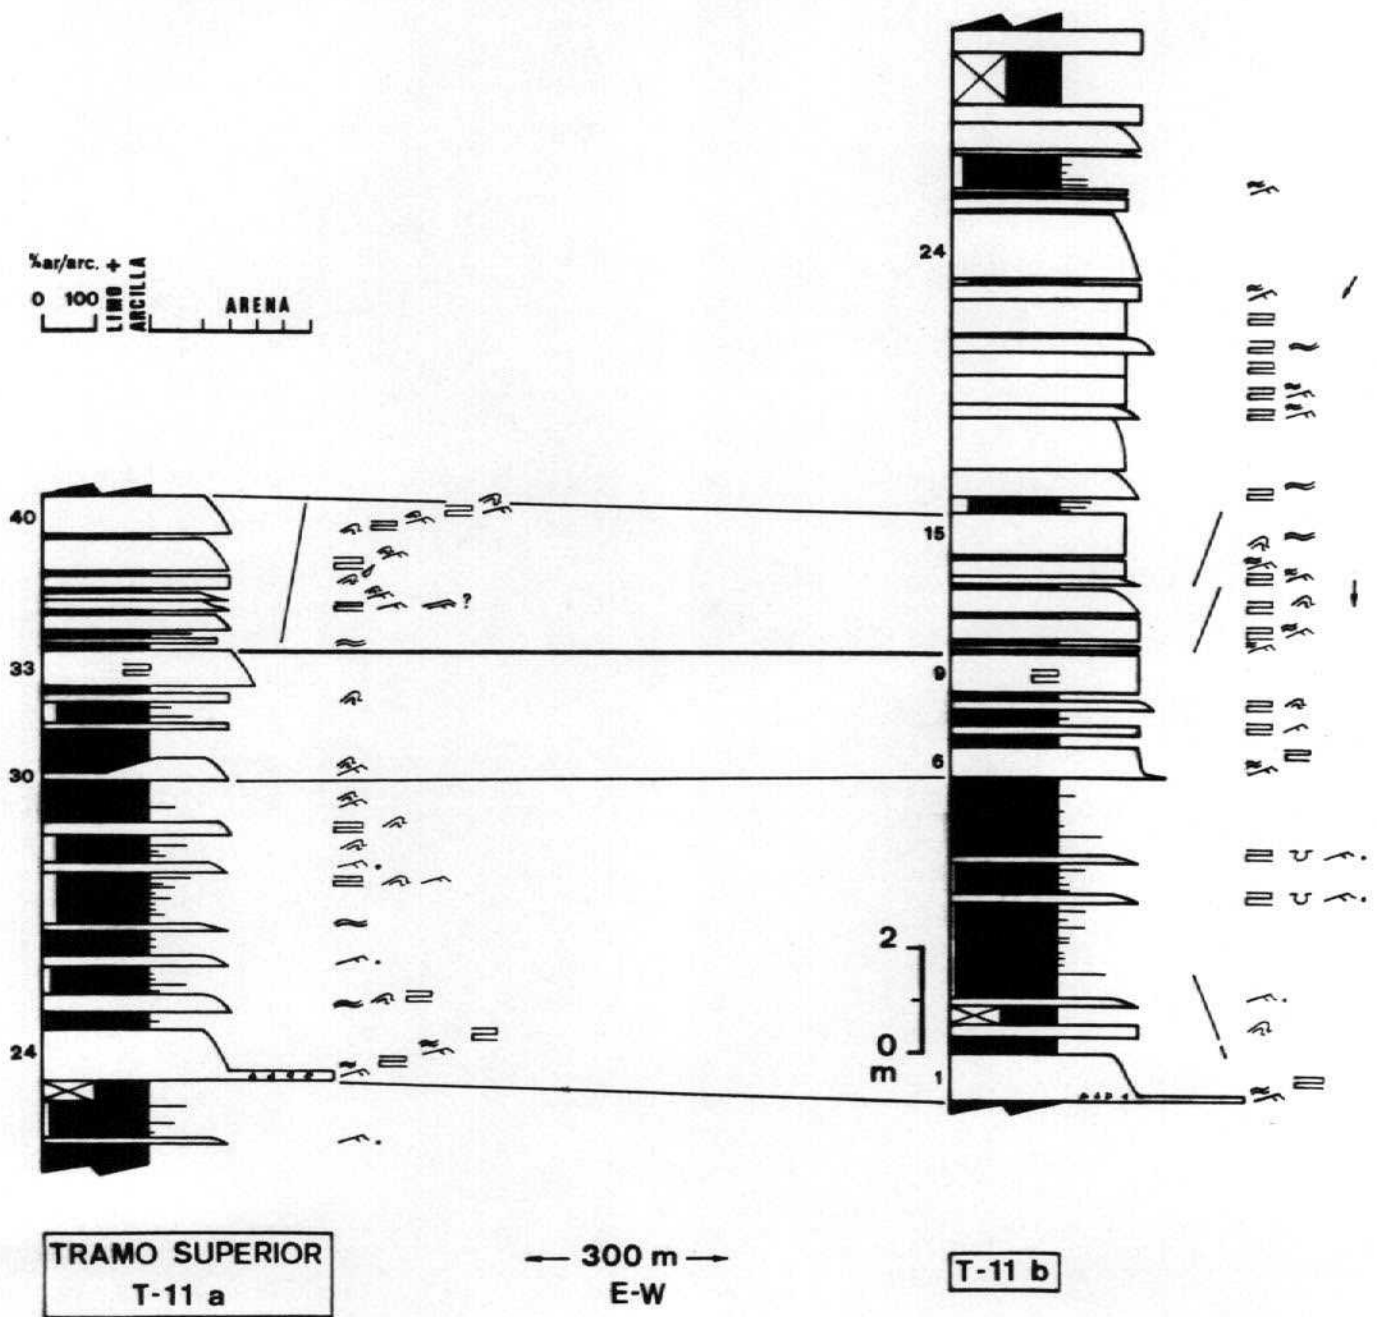 %ar/arc. +
0 100
LIMO
ARCILLA
ARENA
40
33
30
24
?
24
15
9
6
1
2
0
m
TRAMO SUPERIOR
T-11 a
300 m
E-W
T-11 b